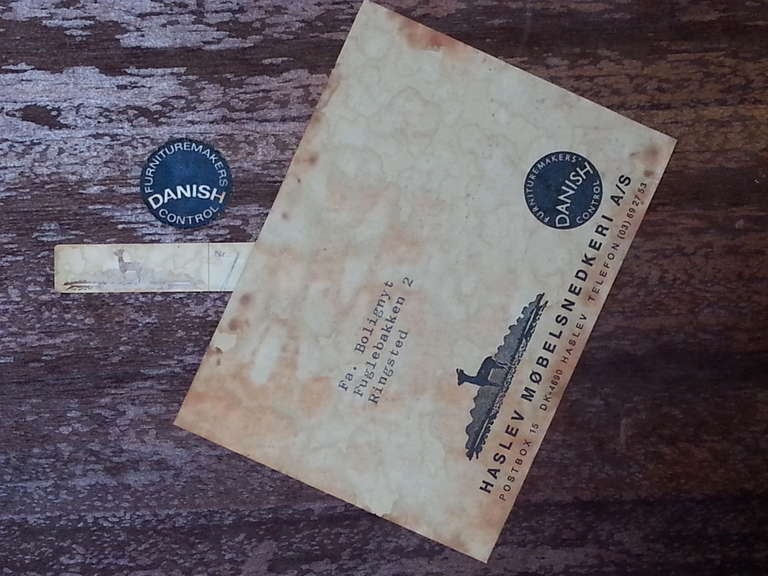 FURNITUREMAKERS'
DANISH
CONTROL
FURNITUREMAKERS'
DANISH
CONTROL
HASLEV MØBELSNEDKERI A/S
POSTBOX 15 DK-4690 HASLEV TELEFON (03) 69 27 53
Fa. Bolignyt
Fuglebakken 2
Ringsted